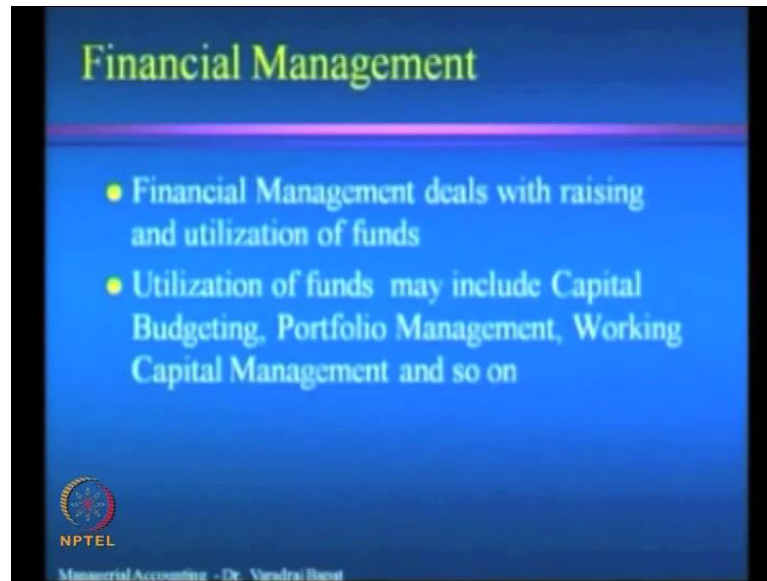 Financial Management
Financial Management deals with raising
and utilization of funds
Utilization of funds may include Capital
Budgeting, Portfolio Management, Working
Capital Management and so on
NPTEL
Managerial Accounting - Dr. Varadraj Bapat